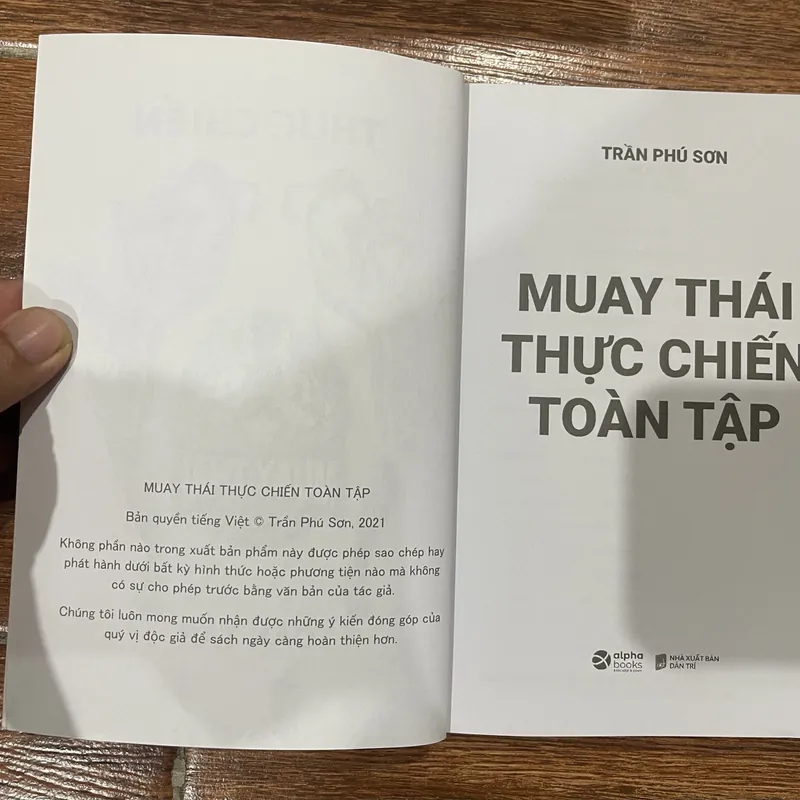 MUAY THÁI THỰC CHIẾN TOÀN TẬP
Bản quyền tiếng Việt © Trần Phú Sơn, 2021
Không phần nào trong xuất bản phẩm này được phép sao chép hay
phát hành dưới bất kỳ hình thức hoặc phương tiện nào mà không
có sự cho phép trước bằng văn bản của tác giả.
Chúng tôi luôn mong muốn nhận được những ý kiến đóng góp của
quý vị độc giả để sách ngày càng hoàn thiện hơn.
TRẦN PHÚ SƠN
MUAY THÁI
THỰC CHIẾN
TOÀN TẬP
alpha
books
NHÀ XUẤT BẢN
DÂN TRÍ